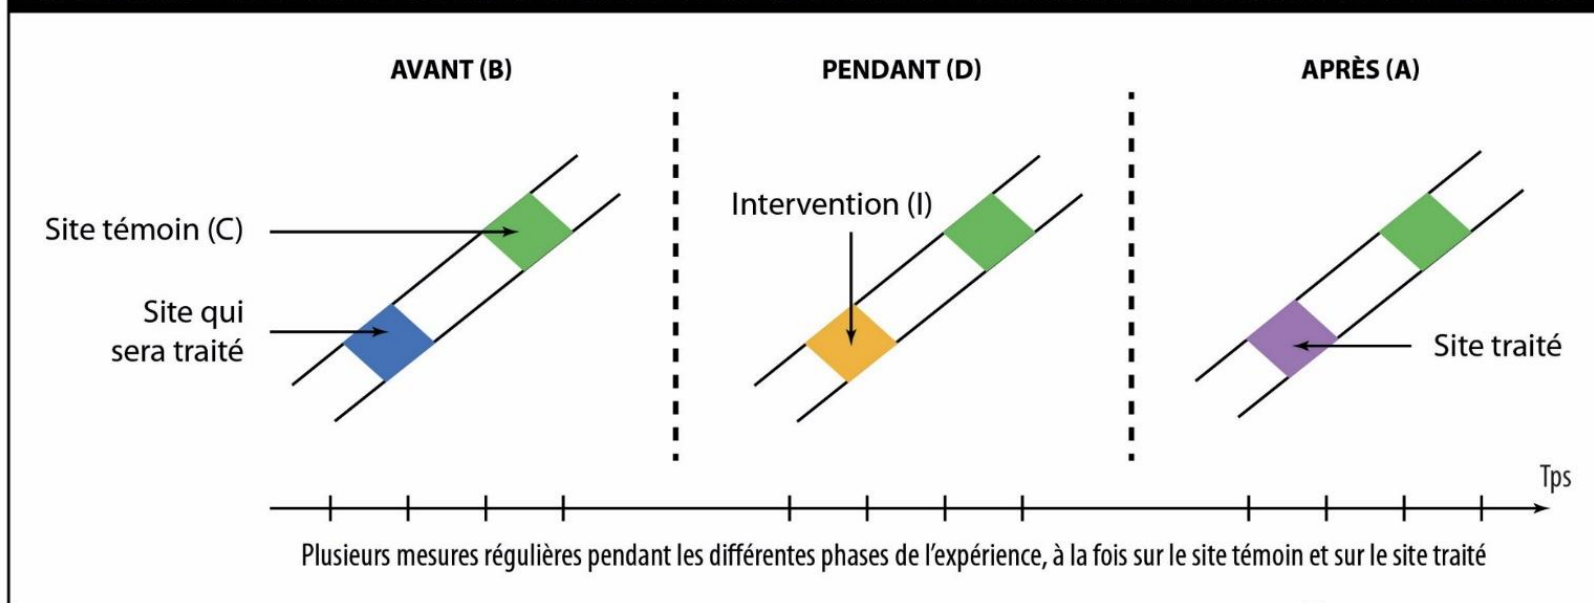 AVANT (B)
PENDANT (D)
APRÈS (A)
Site témoin (C)
Intervention (I)
Site qui
sera traité
Site traité
Tps
Plusieurs mesures régulières pendant les différentes phases de l’expérience, à la fois sur le site témoin et sur le site traité